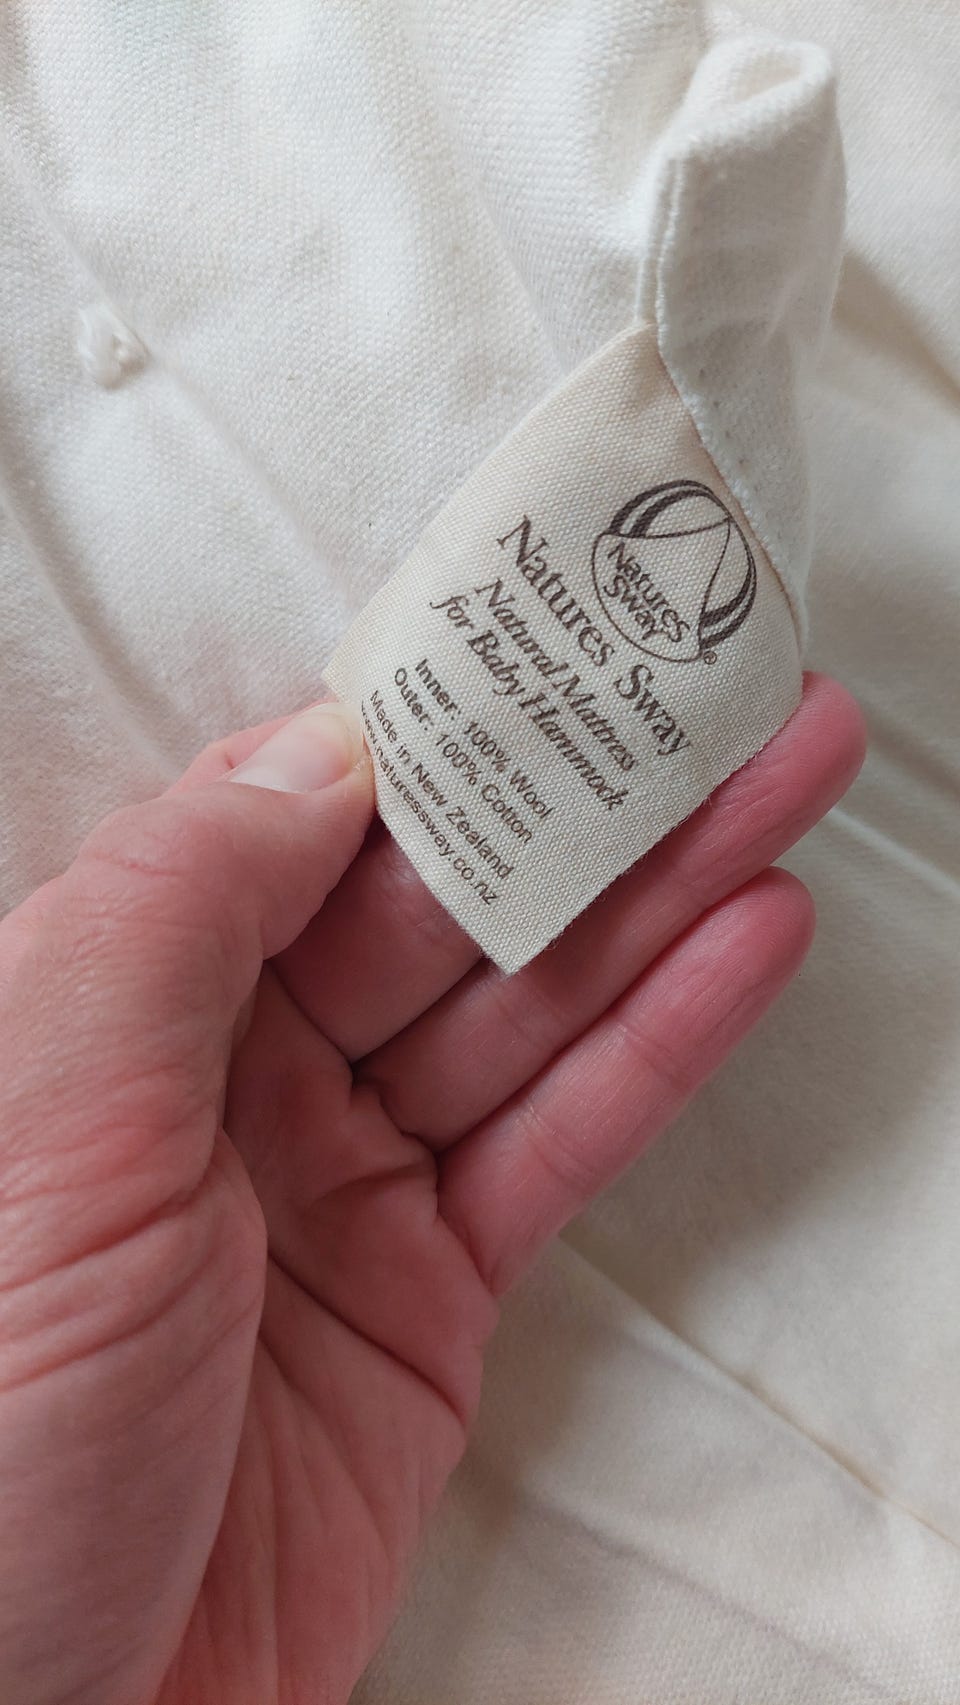 Natures
Sway
®
Natures Sway
Natural Mattress
for Baby Hammock
Inner: 100% Wool
Outer: 100% Cotton
Made in New Zealand
www.naturessway.co.nz